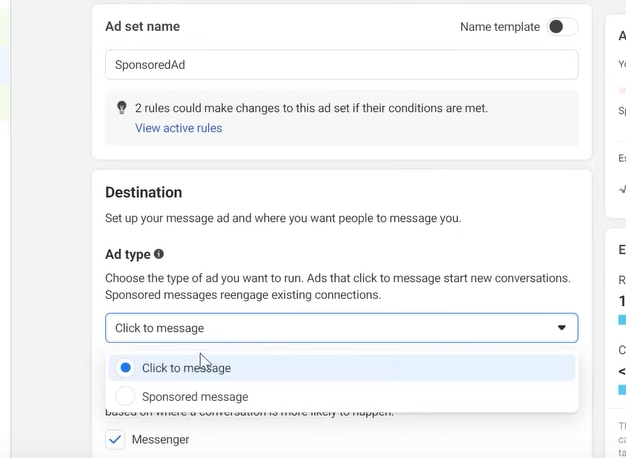 Ad set name
Name template
SponsoredAd
2 rules could make changes to this ad set if their conditions are met.
View active rules
Destination
Set up your message ad and where you want people to message you.
Ad type
Choose the type of ad you want to run. Ads that click to message start new conversations.
Sponsored messages reengage existing connections.
Click to message
Click to message
Sponsored message
based on where a conversation is more likely to happen.
Messenger